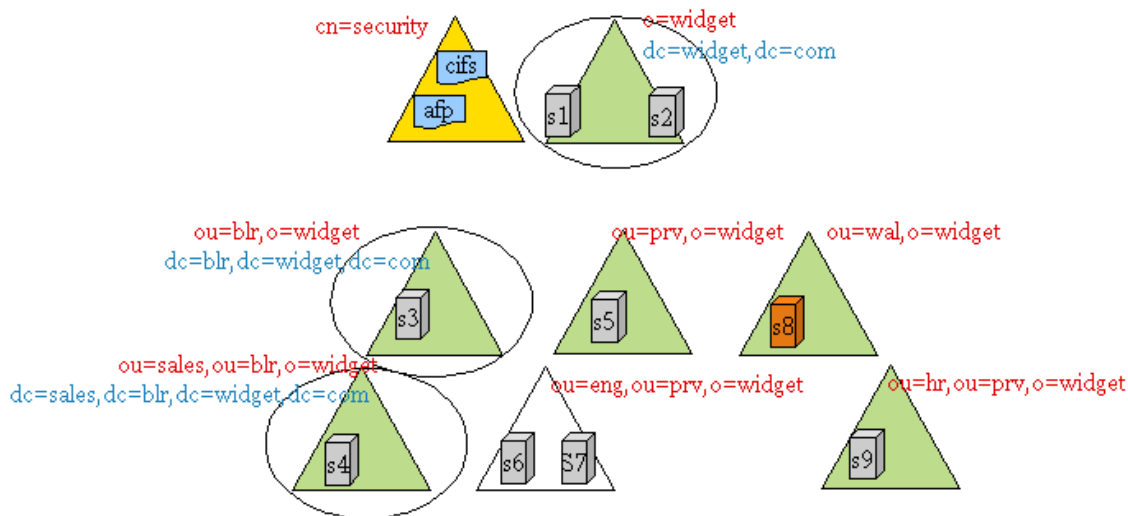 cn=security
cifs
afp
o=widget
dc=widget,dc=com
s1
s2
ou=blr,o=widget
dc=blr,dc=widget,dc=com
s3
ou=prv,o=widget
s5
ou=wal,o=widget
s8
ou=sales,ou=blr,o=widget
dc=sales,dc=blr,dc=widget,dc=com
s4
ou=eng,ou=prv,o=widget
s6
S7
ou=hr,ou=prv,o=widget
s9